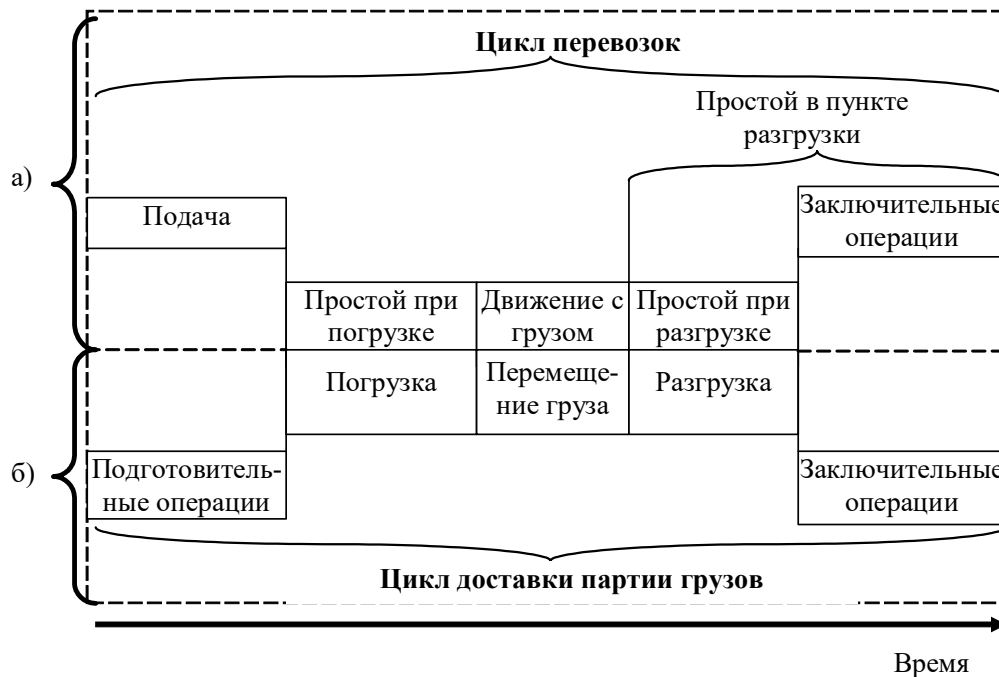 Цикл перевозок
Простой в пункте
разгрузки
а)
Подача
Заключительные
операции
Простой при
погрузке
Движение с
грузом
Простой при
разгрузке
Погрузка
Перемеще-
ние груза
Разгрузка
б)
Подготовитель-
ные операции
Заключительные
операции
Цикл доставки партии грузов
Время